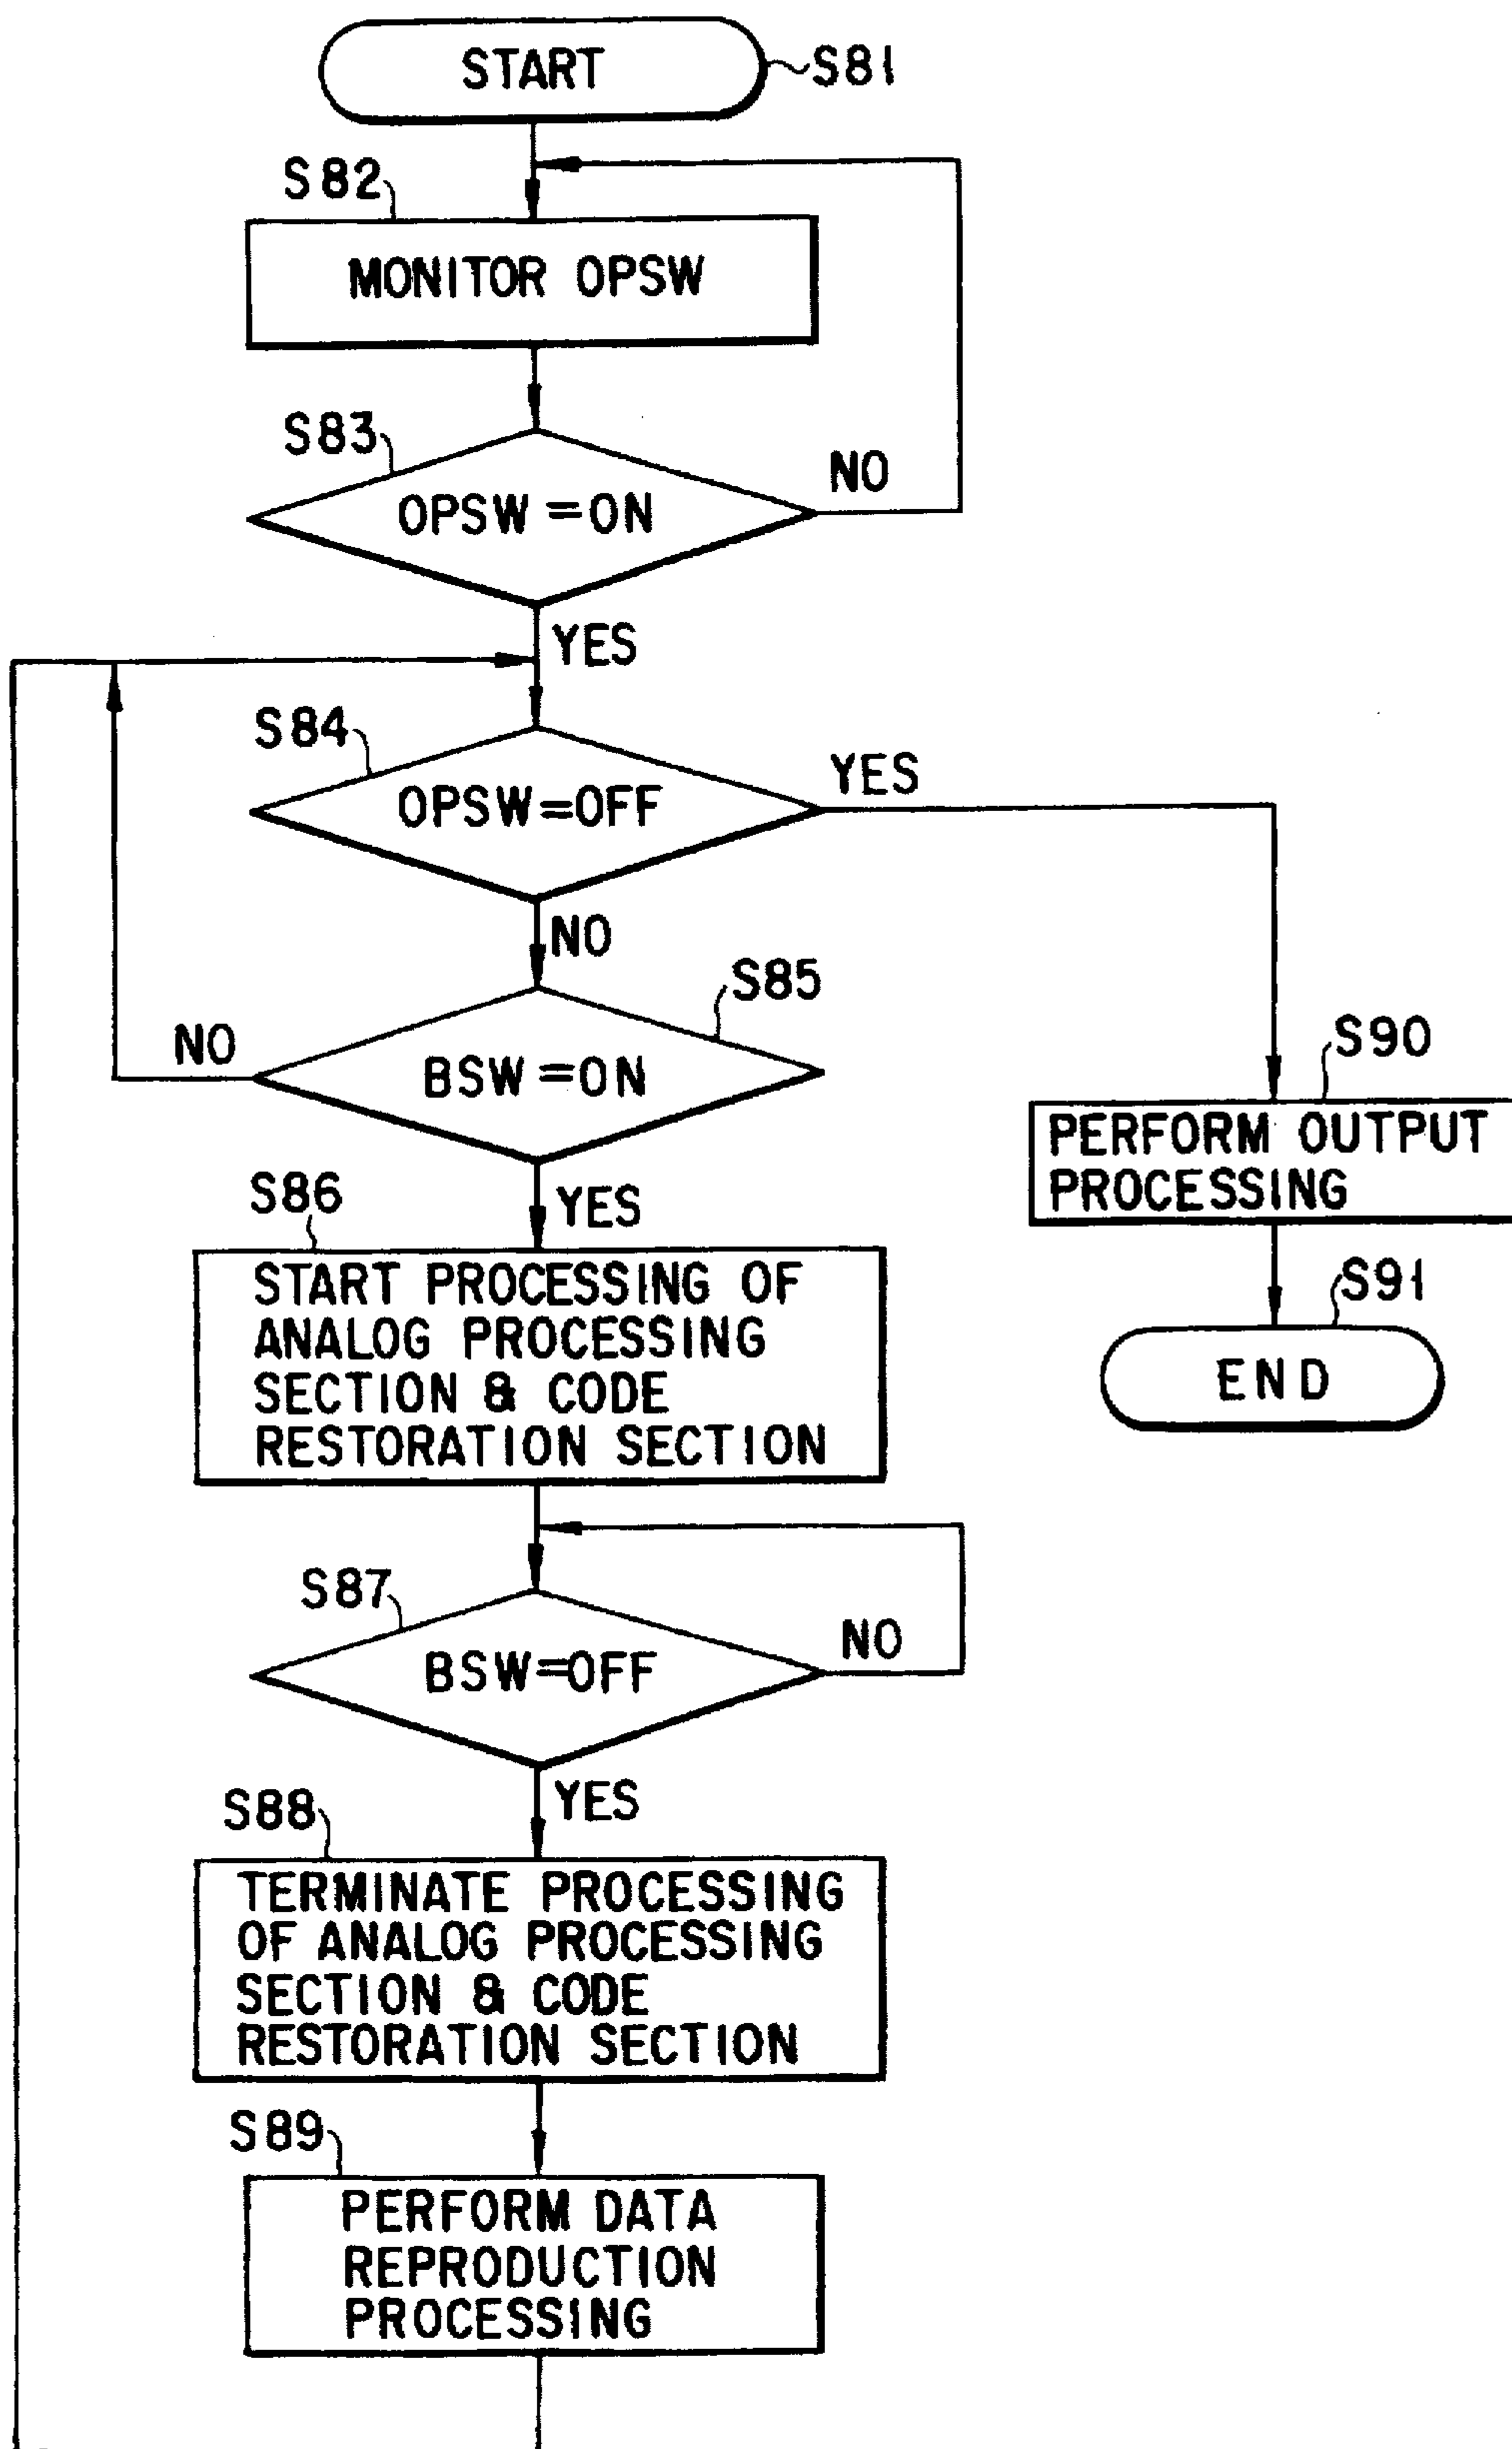 START
S81
S82
MONITOR OPSW
S83
OPSW=ON
NO
YES
S84
OPSW=OFF
YES
NO
S85
BSW=ON
NO
YES
S90
PERFORM OUTPUT
PROCESSING
S91
END
S86
START PROCESSING OF
ANALOG PROCESSING
SECTION & CODE
RESTORATION SECTION
S87
BSW=OFF
NO
YES
S88
TERMINATE PROCESSING
OF ANALOG PROCESSING
SECTION & CODE
RESTORATION SECTION
S89
PERFORM DATA
REPRODUCTION
PROCESSING